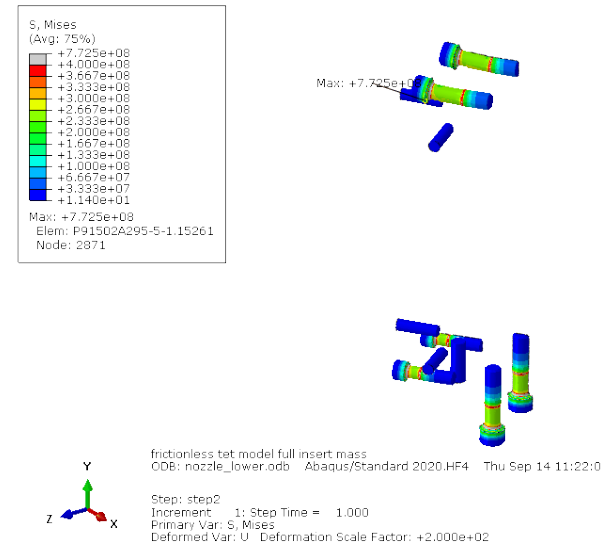 S, Mises
(Avg: 75%)
+7.725e+08
+4.000e+08
+3.667e+08
+3.333e+08
+3.000e+08
+2.667e+08
+2.333e+08
+2.000e+08
+1.667e+08
+1.333e+08
+1.000e+08
+6.667e+07
+3.333e+07
+1.140e+01
Max: +7.725e+08
Elem: P91502A295-5-1.15261
Node: 2871
Max: +7.725e+0
frictionless tet model full insert mass
ODB: nozzle_lower.odb Abaqus/Standard 2020.HF4 Thu Sep 14 11:22:0
Y
Z
X
Step: step2
Increment 1: Step Time = 1.000
Primary Var: S, Mises
Deformed Var: U Deformation Scale Factor: +2.000e+02